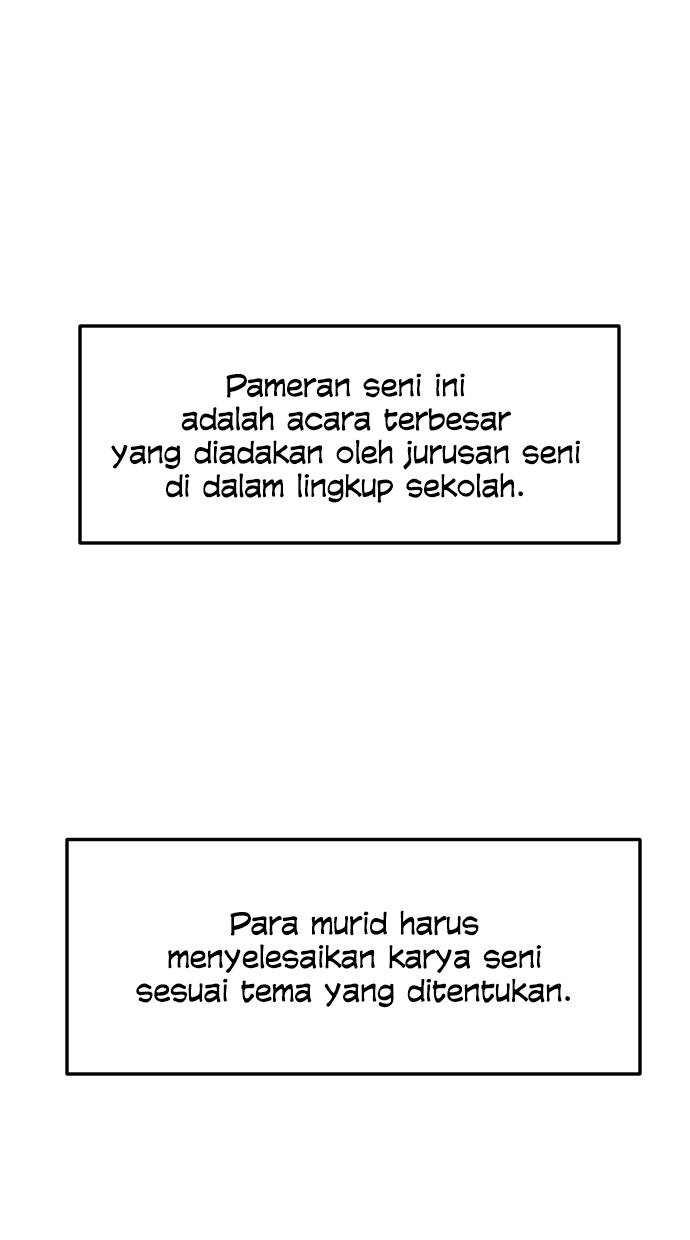 Pameran seni ini
adalah acara terbesar
yang diadakan oleh jurusan seni
di dalam lingkup sekolah.
Para murid harus
menyelesaikan karya seni
sesuai tema yang ditentukan.